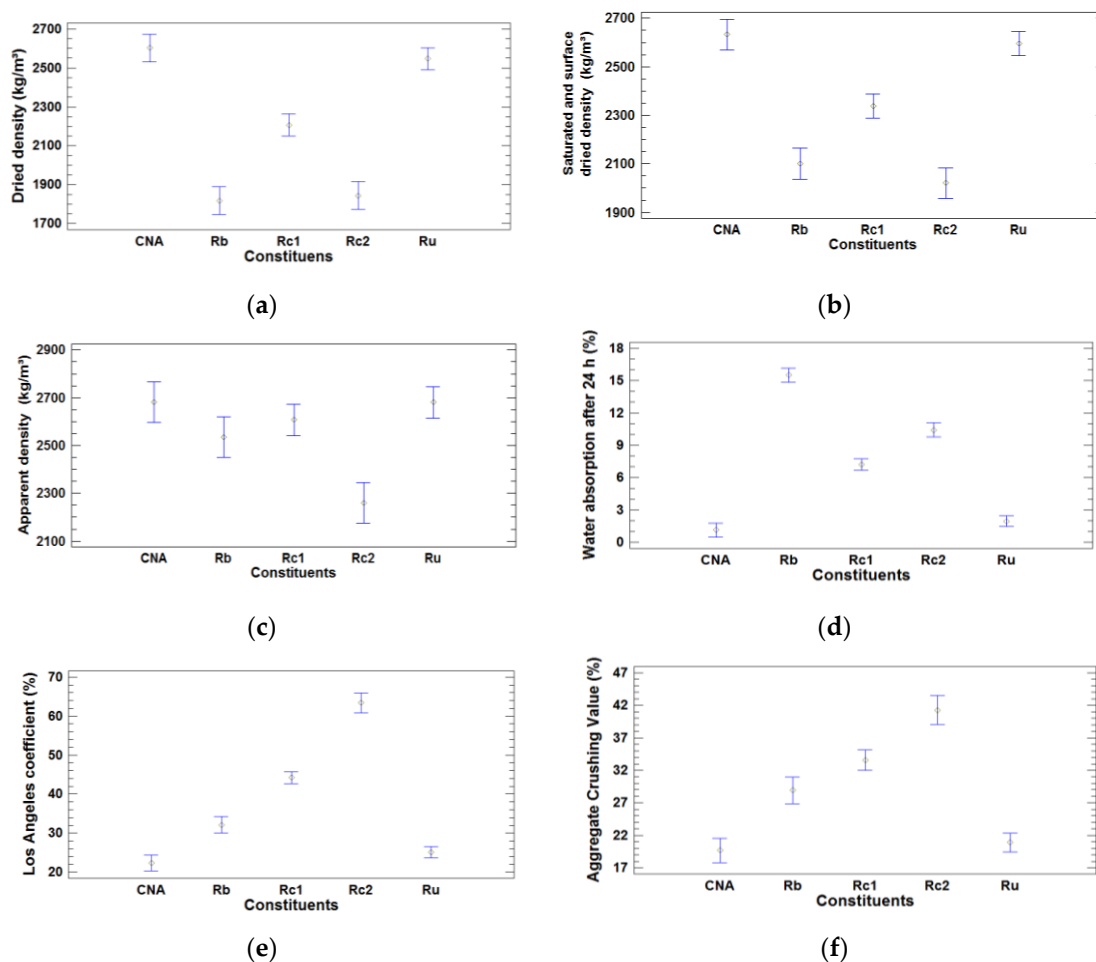 Dried density (kg/m³)
2700
2500
2300
2100
1900
1700
CNA Rb Rc1 Rc2 Ru
Constituens
(a)
Saturated and surface
dried density (kg/m³)
2700
2500
2300
2100
1900
CNA Rb Rc1 Rc2 Ru
Constituents
(b)
Apparent density (kg/m³)
2900
2700
2500
2300
2100
CNA Rb Rc1 Rc2 Ru
Constituents
(c)
Water absorption after 24 h (%)
18
15
12
9
6
3
0
CNA Rb Rc1 Rc2 Ru
Constituents
(d)
Los Angeles coefficient (%)
70
60
50
40
30
20
CNA Rb Rc1 Rc2 Ru
Constituents
(e)
Aggregate Crushing Value (%)
47
42
37
32
27
22
17
CNA Rb Rc1 Rc2 Ru
Constituents
(f)